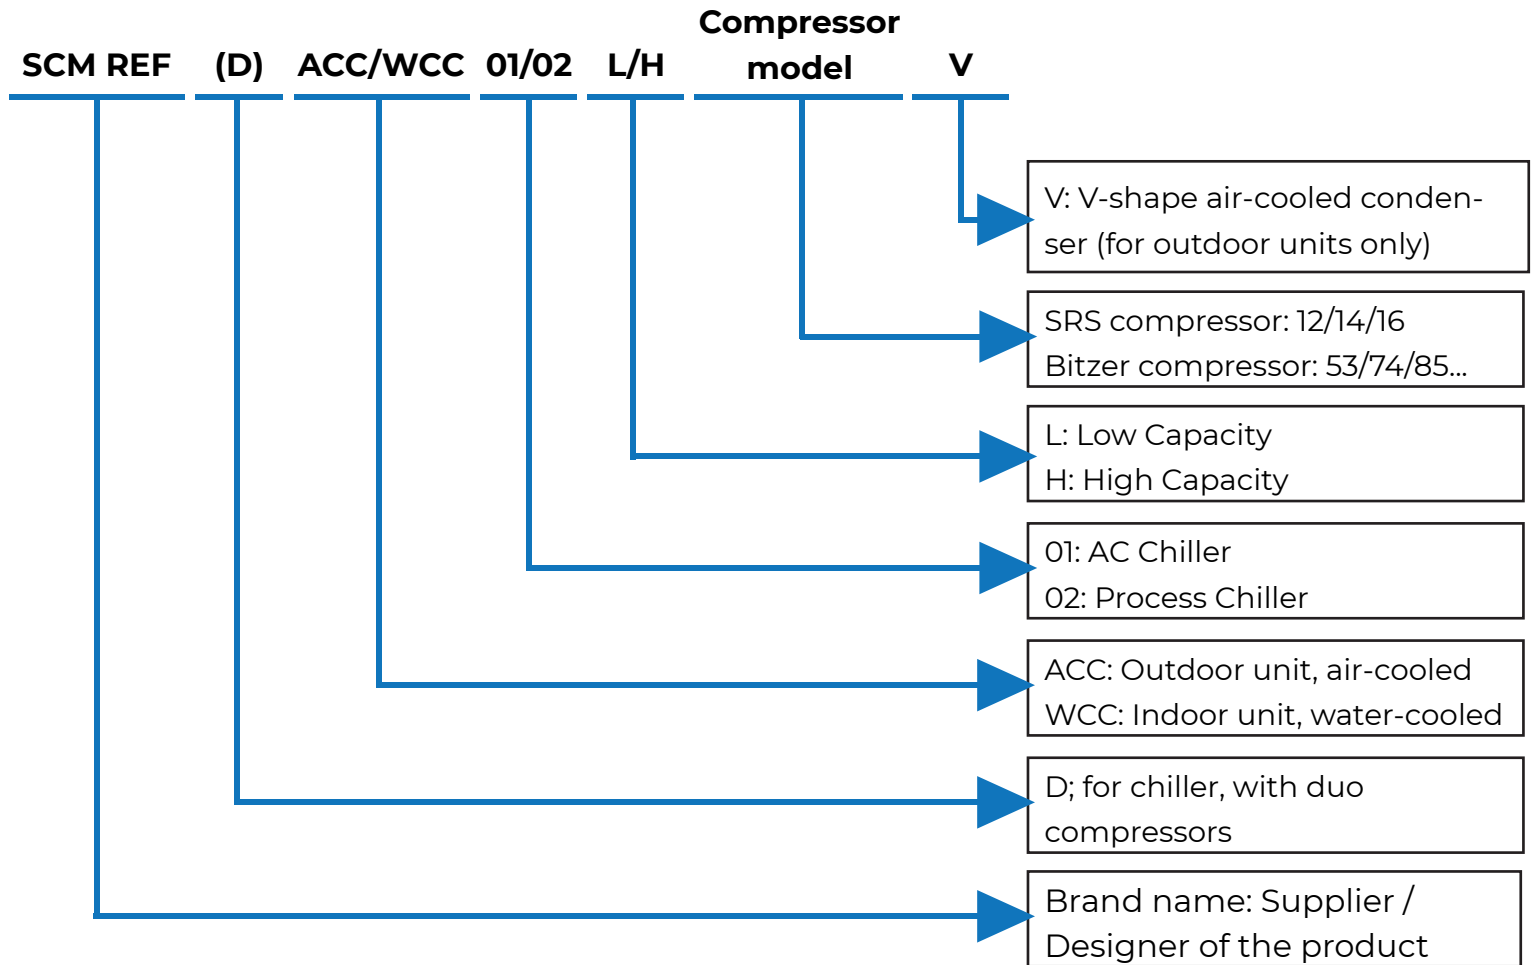 Compressor
SCM REF (D) ACC/WCC 01/02 L/H model V
V: V-shape air-cooled conden-
ser (for outdoor units only)
SRS compressor: 12/14/16
Bitzer compressor: 53/74/85...
L: Low Capacity
H: High Capacity
01: AC Chiller
02: Process Chiller
ACC: Outdoor unit, air-cooled
WCC: Indoor unit, water-cooled
D; for chiller, with duo
compressors
Brand name: Supplier /
Designer of the product